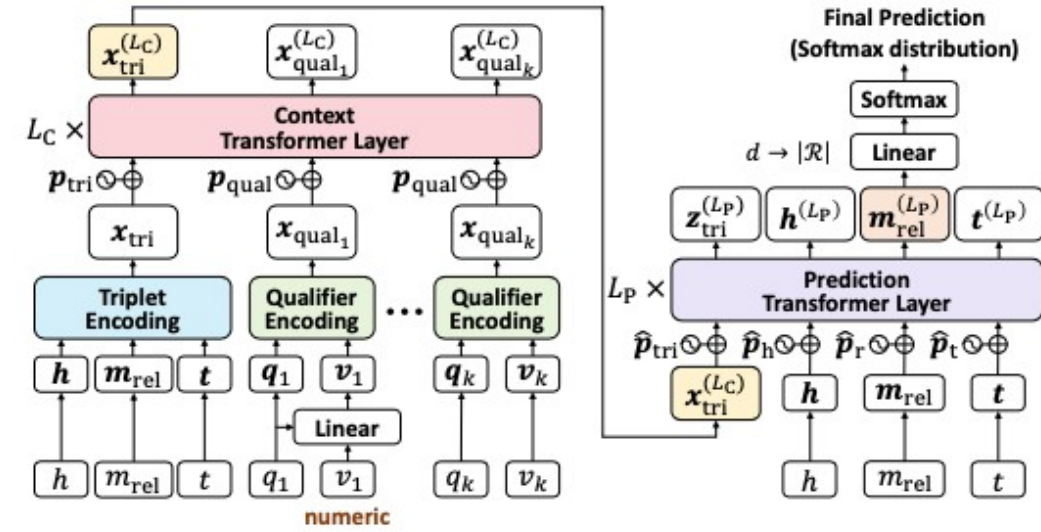 x_tri^(L_C) x_qual_1^(L_C) x_qual_k^(L_C)
L_C × Context Transformer Layer
p_tri p_qual p_qual
x_tri x_qual_1 x_qual_k
Triplet Encoding Qualifier Encoding ••• Qualifier Encoding
h m_rel t q_1 v_1 q_k v_k
Linear
h m_rel t q_1 v_1 q_k v_k
numeric
Final Prediction
(Softmax distribution)
Softmax
d → |ℛ| Linear
z_tri^(L_P) h^(L_P) m_rel^(L_P) t^(L_P)
L_P × Prediction Transformer Layer
p̂_tri p̂_h p̂_r p̂_t
x_tri^(L_C) h m_rel t
h m_rel t